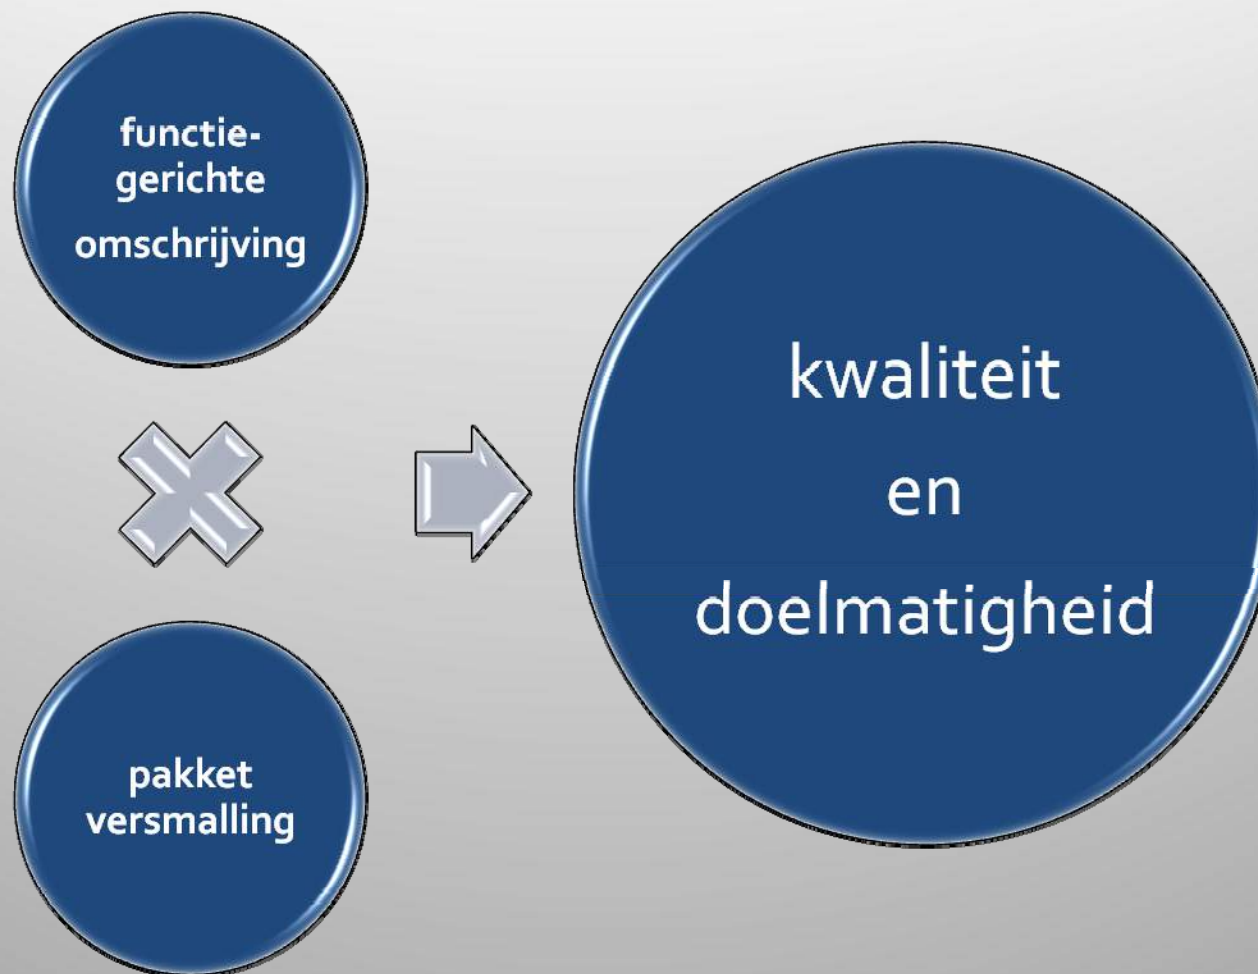 functie-
gerichte
omschrijving
pakket
versmalling
kwaliteit
en
doelmatigheid